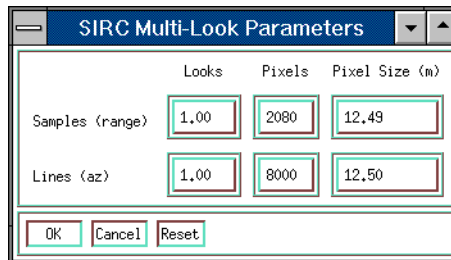 SIRC Multi-Look Parameters
Looks Pixels Pixel Size (m)
Samples (range) 1.00 2080 12.49
Lines (az) 1.00 8000 12.50
OK Cancel Reset